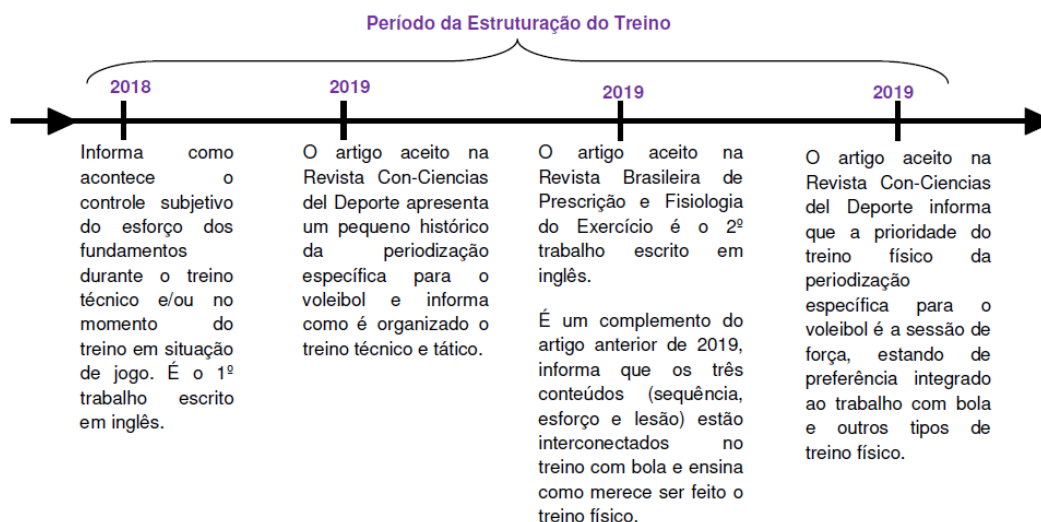 Período da Estruturação do Treino
2018
Informa como
acontece o
controle subjetivo
do esforço dos
fundamentos
durante o treino
técnico e/ou no
momento do
treino em situação
de jogo. É o 1º
trabalho escrito
em inglês.
2019
O artigo aceito na
Revista Con-Ciencias
del Deporte apresenta
um pequeno histórico
da periodização
específica para o
voleibol e informa
como é organizado o
treino técnico e tático.
2019
O artigo aceito na
Revista Brasileira de
Prescrição e Fisiologia
do Exercício é o 2º
trabalho escrito em
inglês.
É um complemento do
artigo anterior de 2019,
informa que os três
conteúdos (sequência,
esforço e lesão) estão
interconectados no
treino com bola e ensina
como merece ser feito o
treino físico.
2019
O artigo aceito na
Revista Con-Ciencias
del Deporte informa
que a prioridade do
treino físico da
periodização
específica para o
voleibol é a sessão de
força, estando de
preferência integrado
ao trabalho com bola
e outros tipos de
treino físico.